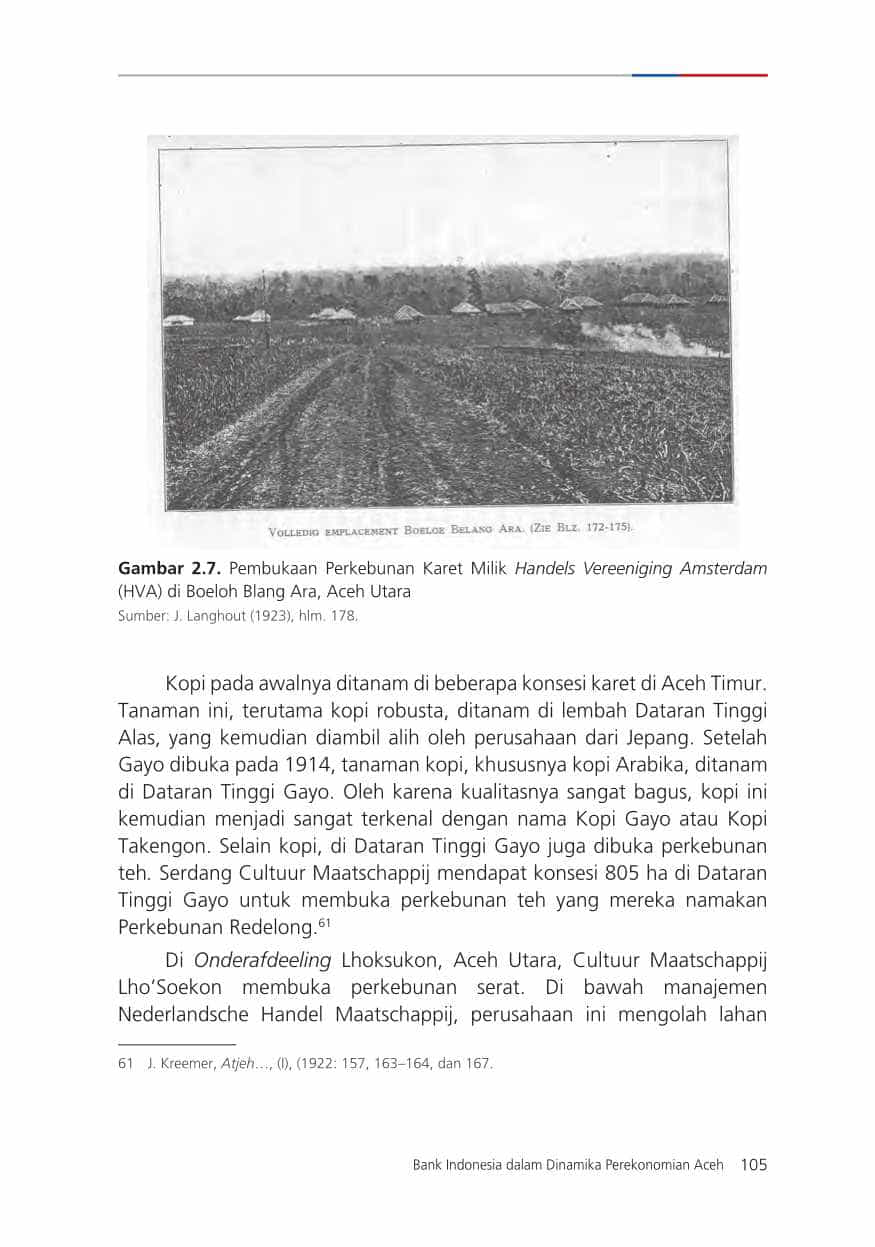 VOLLEDIG EMPLACEMENT BOELOE BELANG ARA. (ZIE BLZ. 172-175).
Gambar 2.7. Pembukaan Perkebunan Karet Milik Handels Vereeniging Amsterdam
(HVA) di Boeloh Blang Ara, Aceh Utara
Sumber: J. Langhout (1923), hlm. 178.
Kopi pada awalnya ditanam di beberapa konsesi karet di Aceh Timur.
Tanaman ini, terutama kopi robusta, ditanam di lembah Dataran Tinggi
Alas, yang kemudian diambil alih oleh perusahaan dari Jepang. Setelah
Gayo dibuka pada 1914, tanaman kopi, khususnya kopi Arabika, ditanam
di Dataran Tinggi Gayo. Oleh karena kualitasnya sangat bagus, kopi ini
kemudian menjadi sangat terkenal dengan nama Kopi Gayo atau Kopi
Takengon. Selain kopi, di Dataran Tinggi Gayo juga dibuka perkebunan
teh. Serdang Cultuur Maatschappij mendapat konsesi 805 ha di Dataran
Tinggi Gayo untuk membuka perkebunan teh yang mereka namakan
Perkebunan Redelong.61
Di Onderafdeeling Lhoksukon, Aceh Utara, Cultuur Maatschappij
Lho’Soekon membuka perkebunan serat. Di bawah manajemen
Nederlandsche Handel Maatschappij, perusahaan ini mengolah lahan
61 J. Kreemer, Atjeh…, (I), (1922: 157, 163–164, dan 167.
Bank Indonesia dalam Dinamika Perekonomian Aceh 105